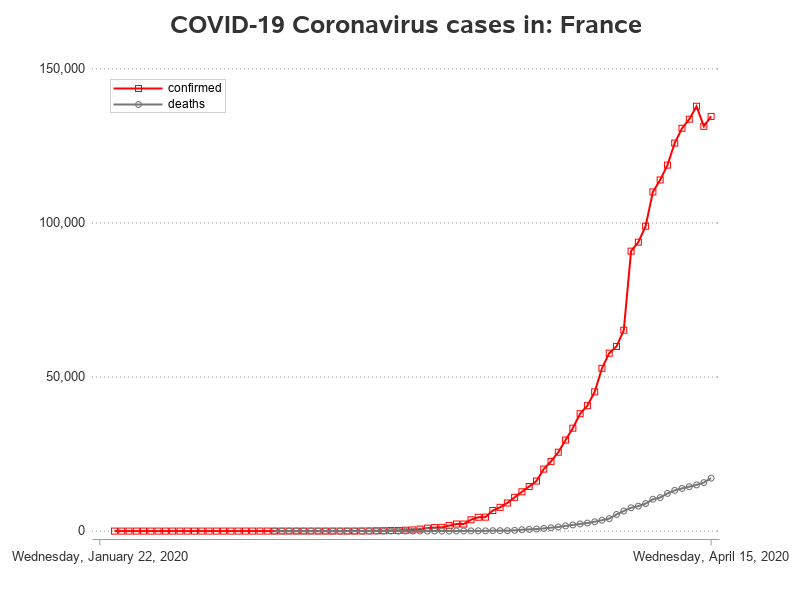 COVID-19 Coronavirus cases in: France
150,000
confirmed
deaths
100,000
50,000
0
Wednesday, January 22, 2020
Wednesday, April 15, 2020